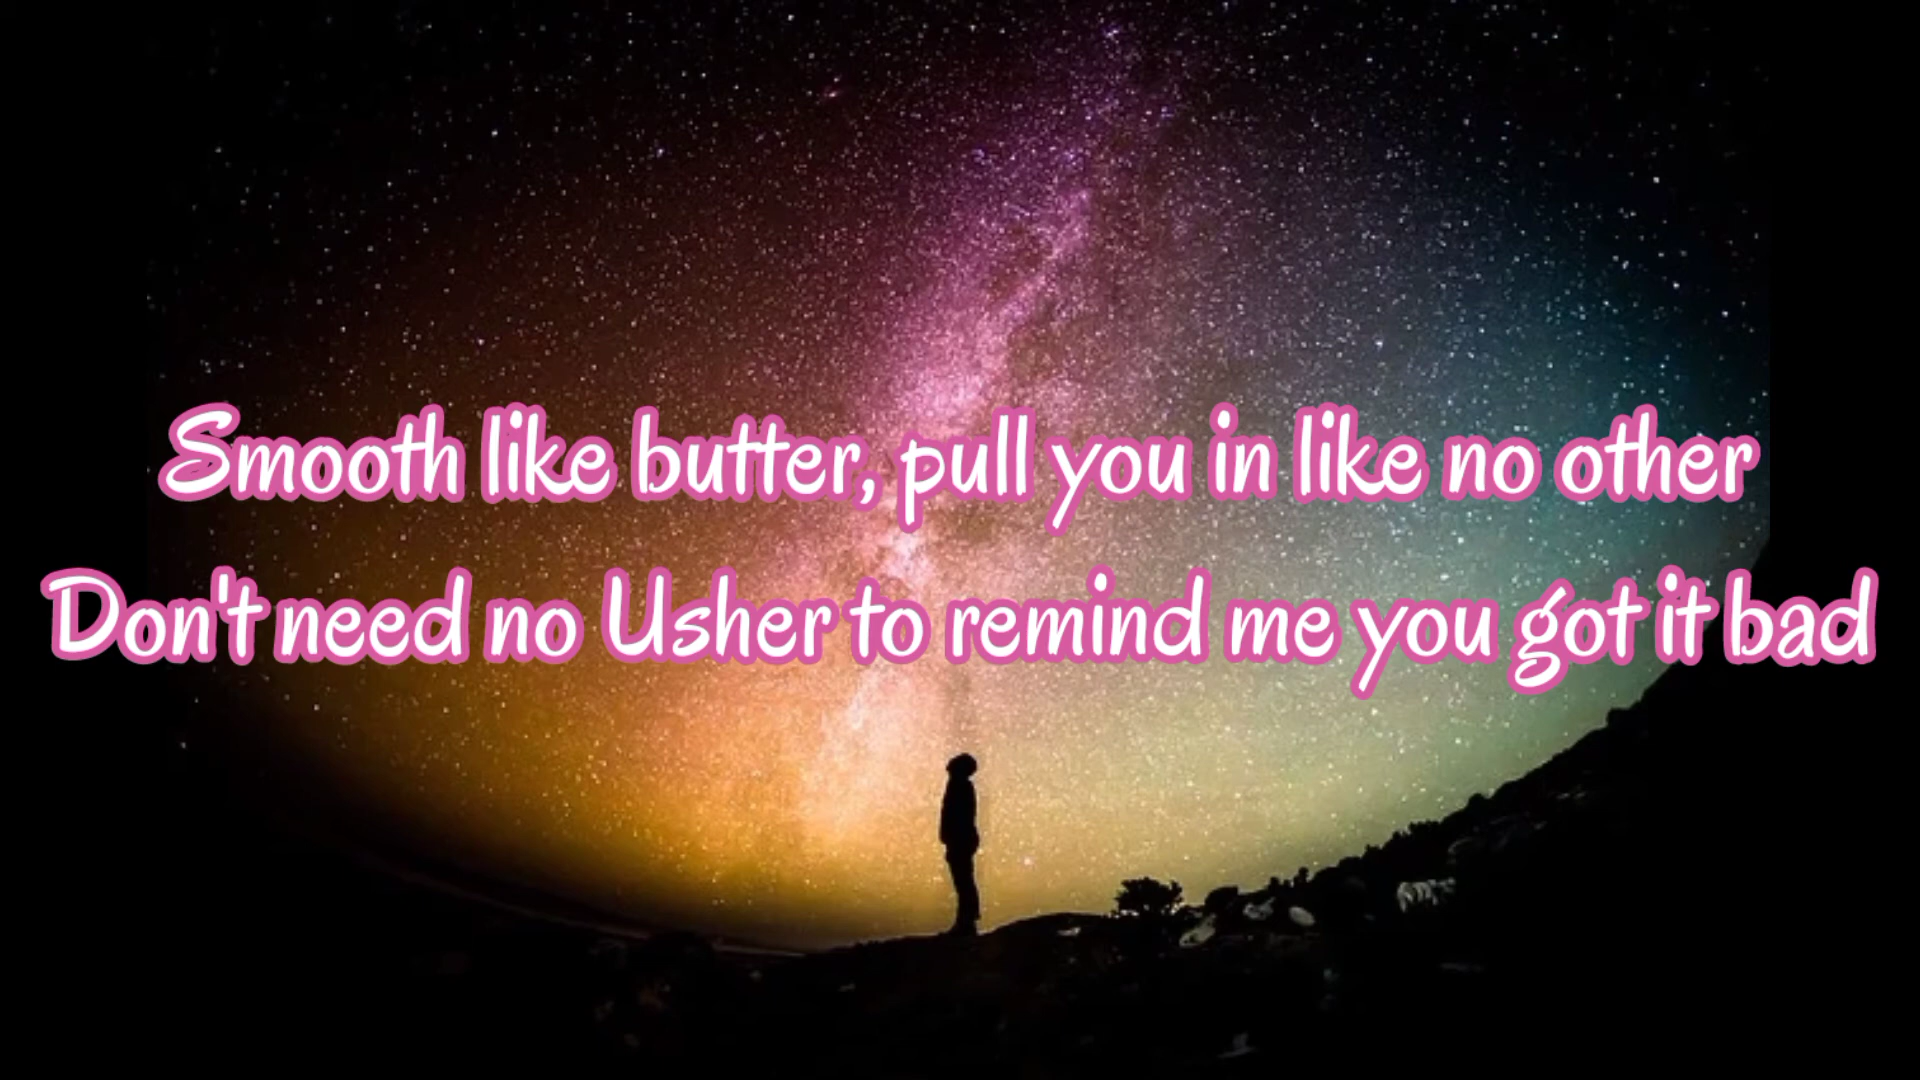 Smooth like butter, pull you in like no other
Don't need no Usher to remind me you got it bad